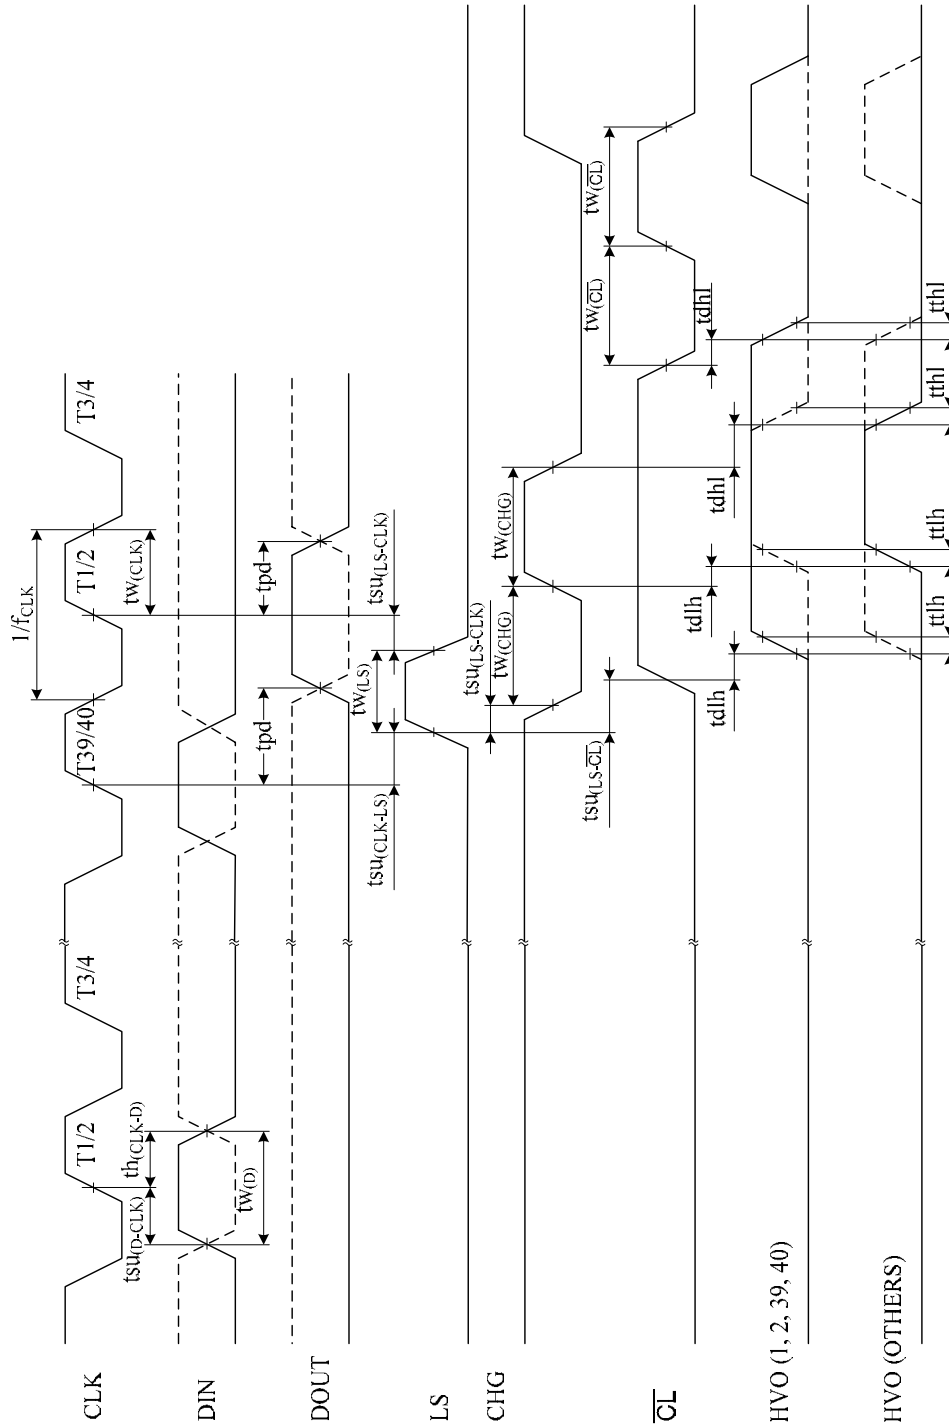 CLK
T1/2
T3/4
T39/40
T1/2
T3/4
1/fCLK
tw(CLK)
tsu(D-CLK)
th(CLK-D)
DIN
tw(D)
DOUT
tpd
tpd
LS
tsu(CLK-LS)
tw(LS)
tsu(LS-CLK)
CHG
tsu(LS-CLK)
tw(CHG)
tw(CHG)
CL
tsu(LS-CL)
tw(CL)
tw(CL)
HVO (1, 2, 39, 40)
tdlh
tdlh
tdhl
tdhl
HVO (OTHERS)
ttlh
ttlh
tthl
tthl